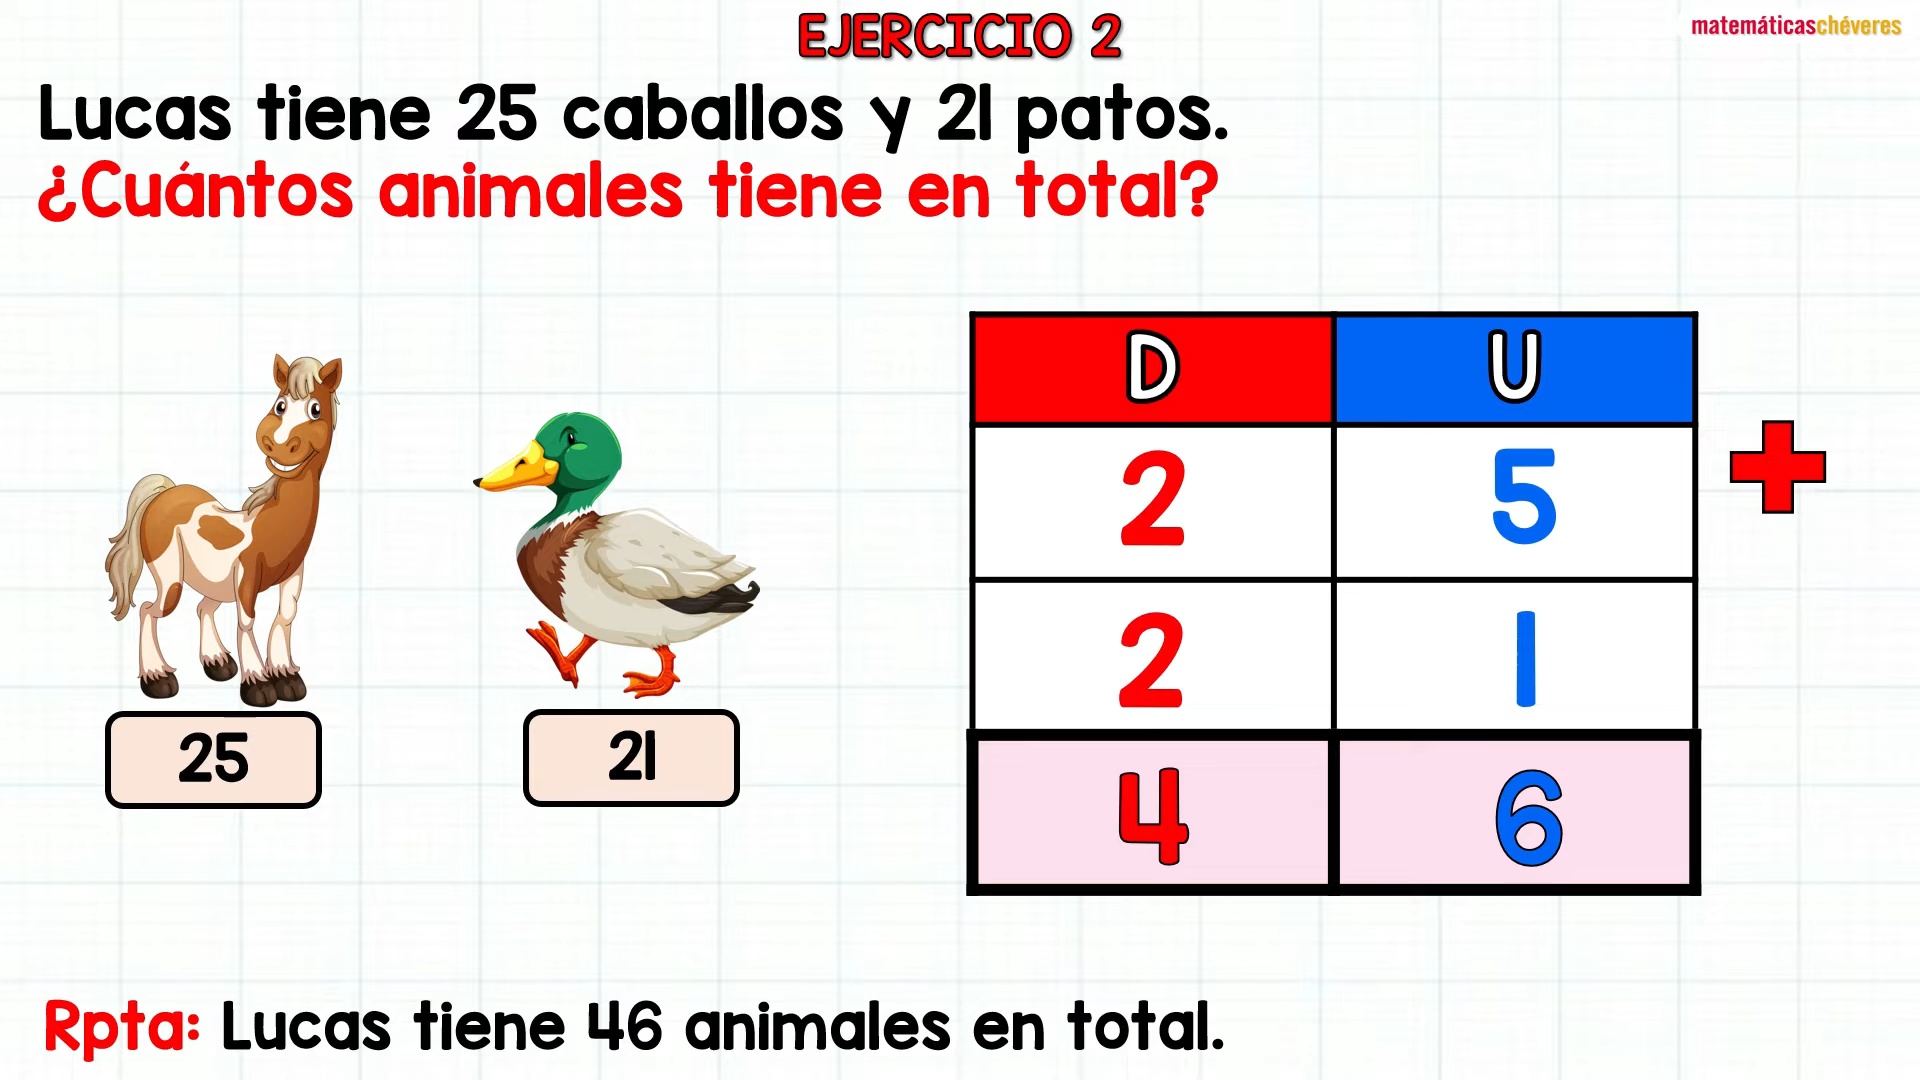 EJERCICIO 2
matemáticaschéveres
Lucas tiene 25 caballos y 21 patos.
¿Cuántos animales tiene en total?
D U
2 5
+
2 1
4 6
25
21
Rpta: Lucas tiene 46 animales en total.